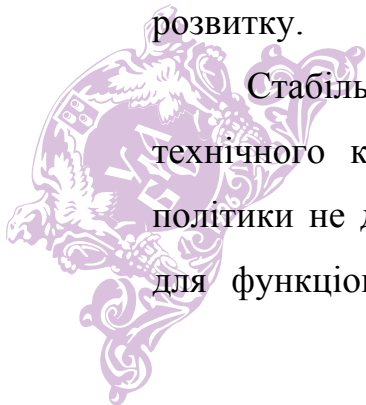 розвитку.
Стабіль
технічного к
політики не д
для функціон